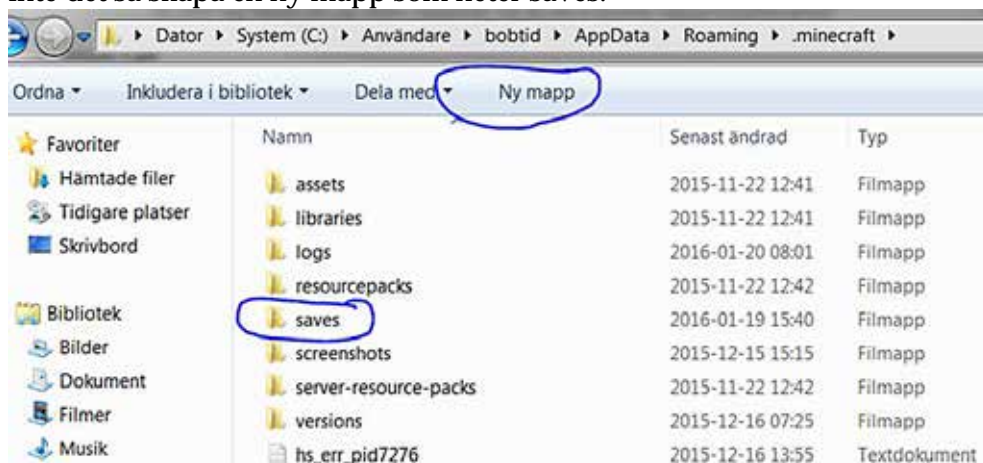 Dator ▸ System (C:) ▸ Användare ▸ bobtid ▸ AppData ▸ Roaming ▸ .minecraft ▸
Ordna Inkludera i bibliotek Dela med Ny mapp
Favoriter
Hämtade filer
Tidigare platser
Skrivbord
Bibliotek
Bilder
Dokument
Filmer
Musik
Namn Senast ändrad Typ
assets 2015-11-22 12:41 Filmapp
libraries 2015-11-22 12:41 Filmapp
logs 2016-01-20 08:01 Filmapp
resourcepacks 2015-11-22 12:42 Filmapp
saves 2016-01-19 15:40 Filmapp
screenshots 2015-12-15 15:15 Filmapp
server-resource-packs 2015-11-22 12:42 Filmapp
versions 2015-12-16 07:25 Filmapp
hs_err_pid7276 2015-12-16 13:55 Textdokument